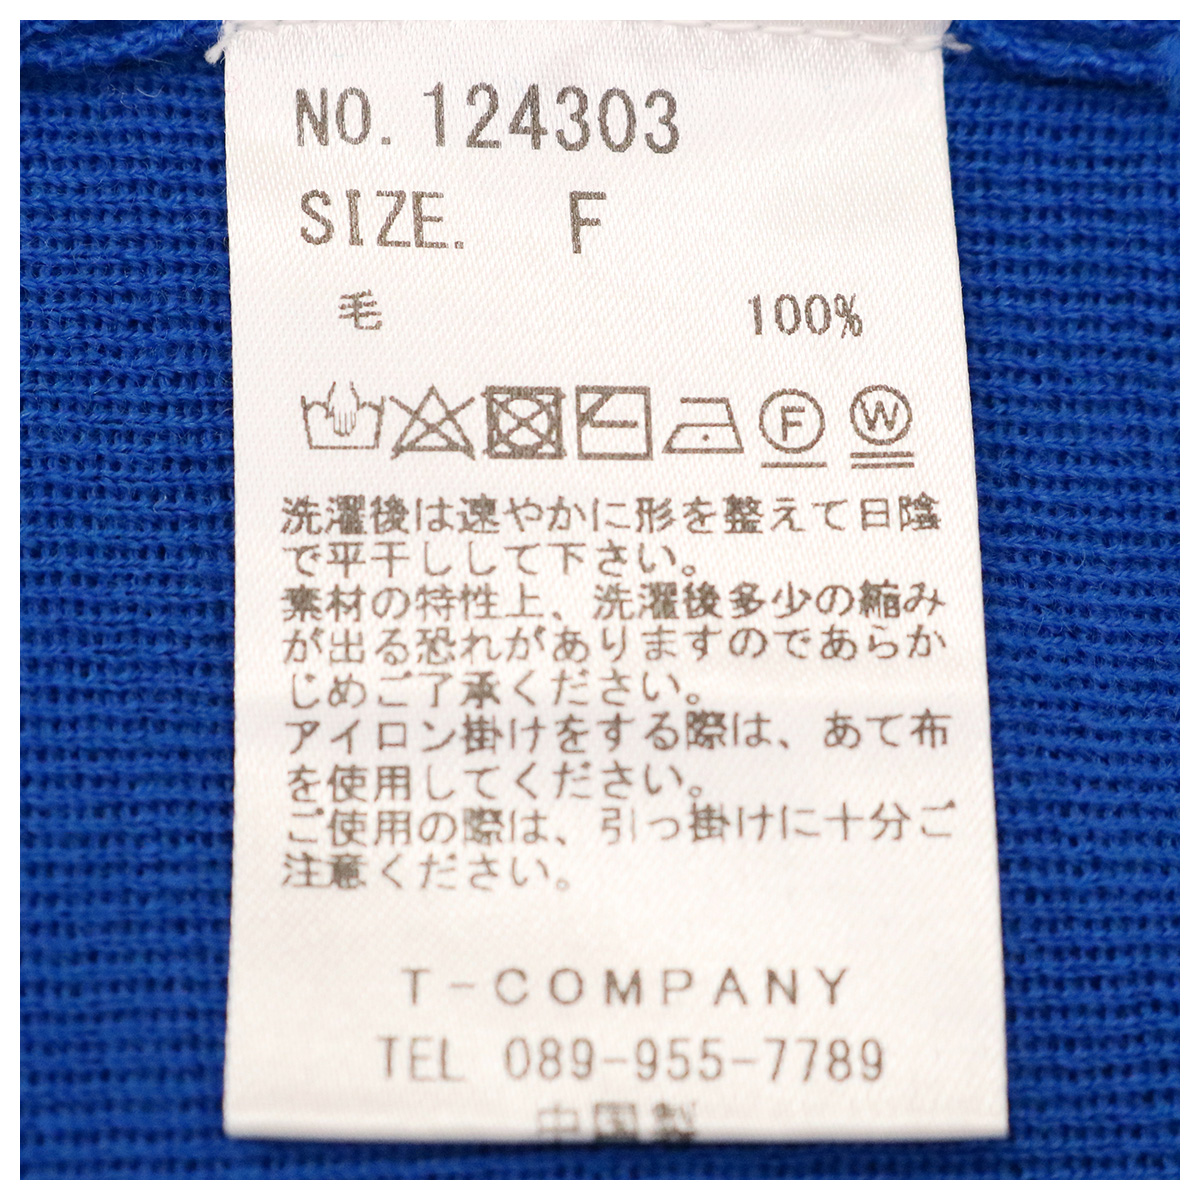 NO. 124303
SIZE. F
毛 100%
F W
洗濯後は速やかに形を整えて日陰
で平干しして下さい。
素材の特性上、洗濯後多少の縮み
が出る恐れがありますのであらか
じめご了承ください。
アイロン掛けをする際は、あて布
を使用してください。
ご使用の際は、引っ掛けに十分ご
注意ください。
T-COMPANY
TEL 089-955-7789
中国製